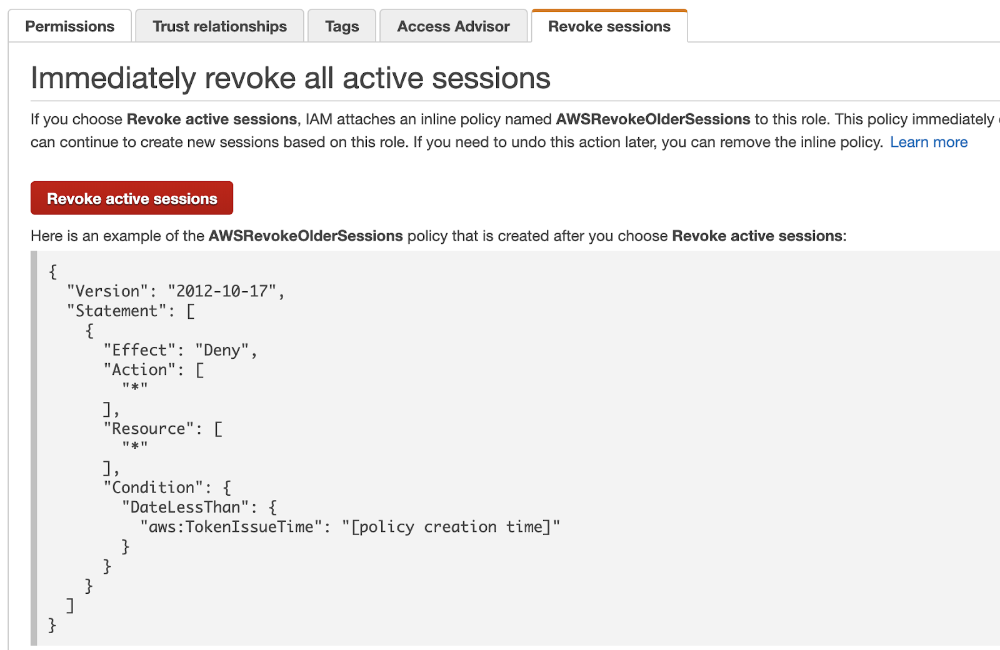 Permissions
Trust relationships
Tags
Access Advisor
Revoke sessions
Immediately revoke all active sessions
If you choose Revoke active sessions, IAM attaches an inline policy named AWSRevokeOlderSessions to this role. This policy immediately
can continue to create new sessions based on this role. If you need to undo this action later, you can remove the inline policy. Learn more
Revoke active sessions
Here is an example of the AWSRevokeOlderSessions policy that is created after you choose Revoke active sessions:
{
  "Version": "2012-10-17",
  "Statement": [
    {
      "Effect": "Deny",
      "Action": [
        "*"
      ],
      "Resource": [
        "*"
      ],
      "Condition": {
        "DateLessThan": {
          "aws:TokenIssueTime": "[policy creation time]"
        }
      }
    }
  ]
}